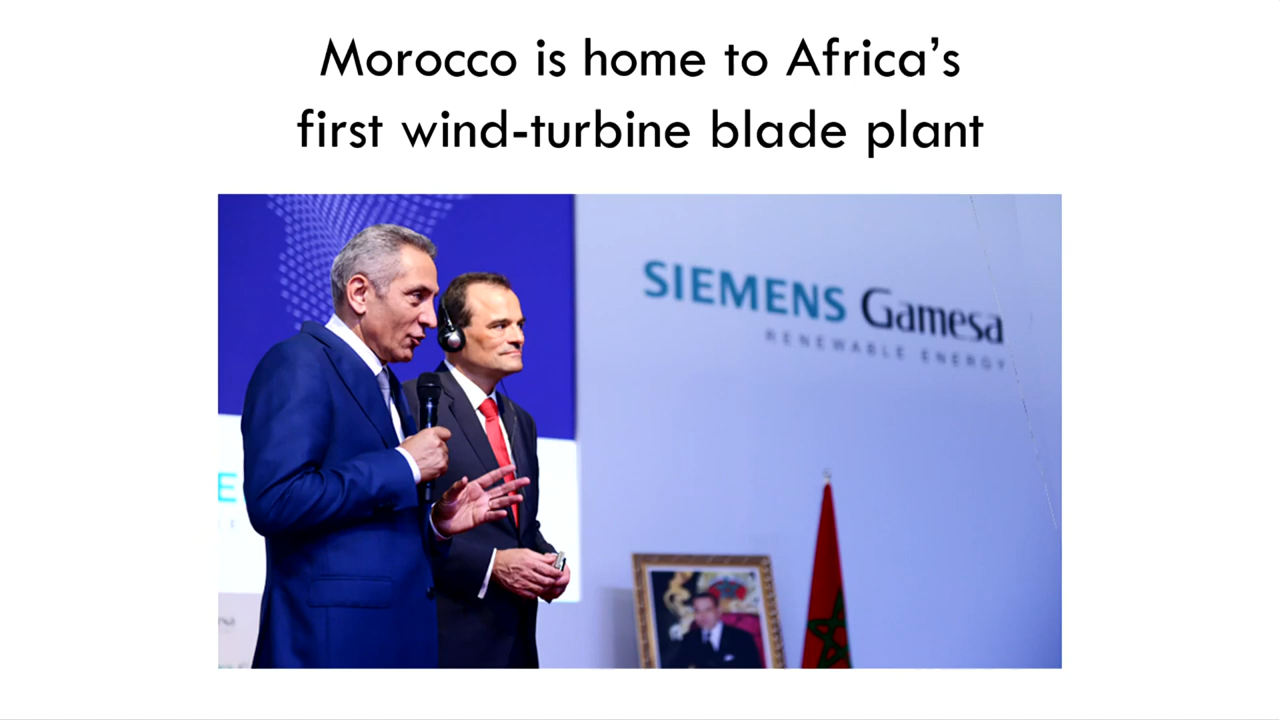 Morocco is home to Africa’s
first wind-turbine blade plant
SIEMENS Gamesa
RENEWABLE ENERGY